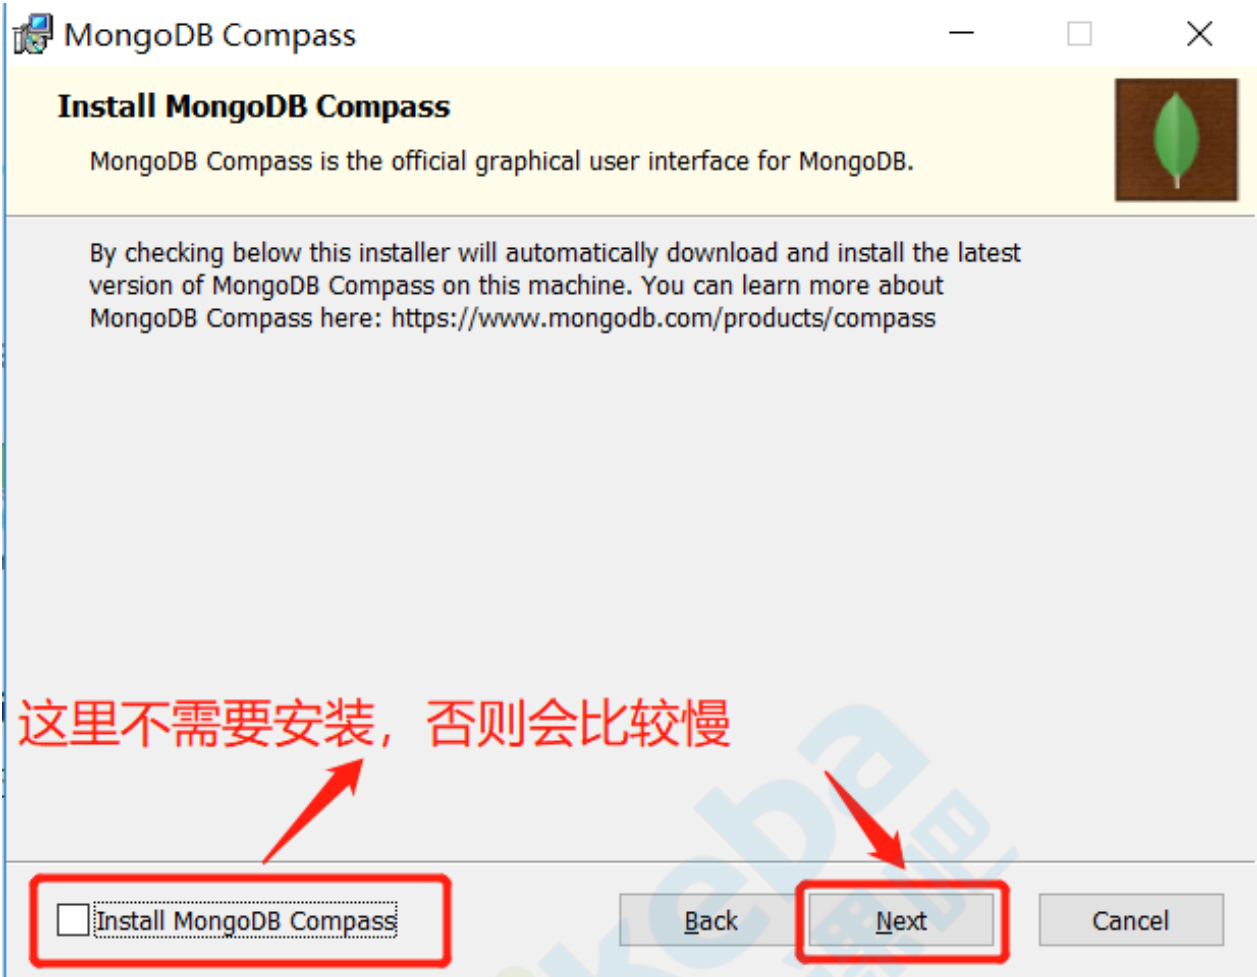 MongoDB Compass
Install MongoDB Compass
MongoDB Compass is the official graphical user interface for MongoDB.
By checking below this installer will automatically download and install the latest
version of MongoDB Compass on this machine. You can learn more about
MongoDB Compass here: https://www.mongodb.com/products/compass
这里不需要安装，否则会比较慢
Install MongoDB Compass
Back
Next
Cancel
keba
课吧